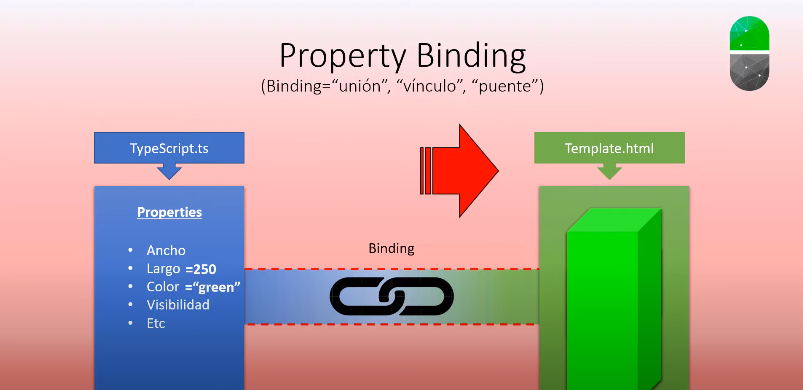 Property Binding
(Binding=“unión”, “vínculo”, “puente”)
TypeScript.ts
Template.html
Properties
• Ancho
• Largo =250
• Color =“green”
• Visibilidad
• Etc
Binding